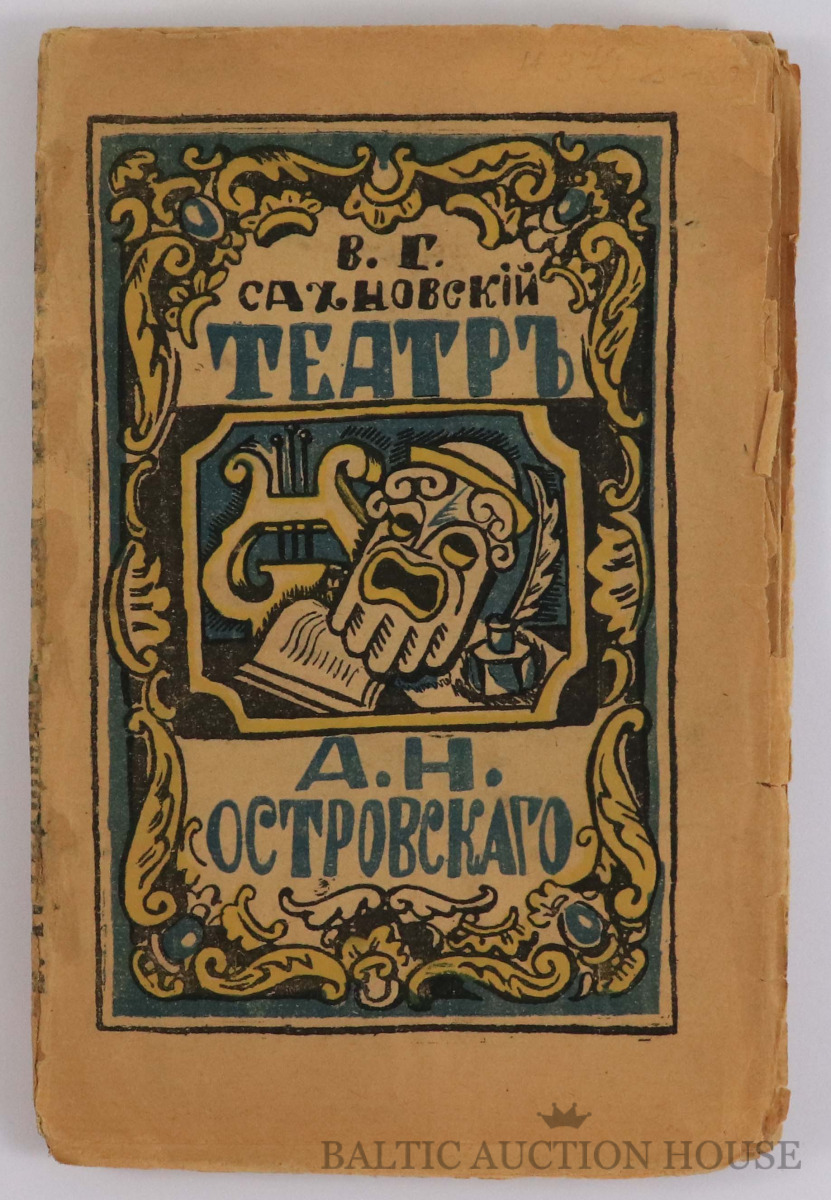 В. Г.
САХНОВСКІЙ
ТЕАТРЪ
А. Н.
ОСТРОВСКАГО
BALTIC AUCTION HOUSE